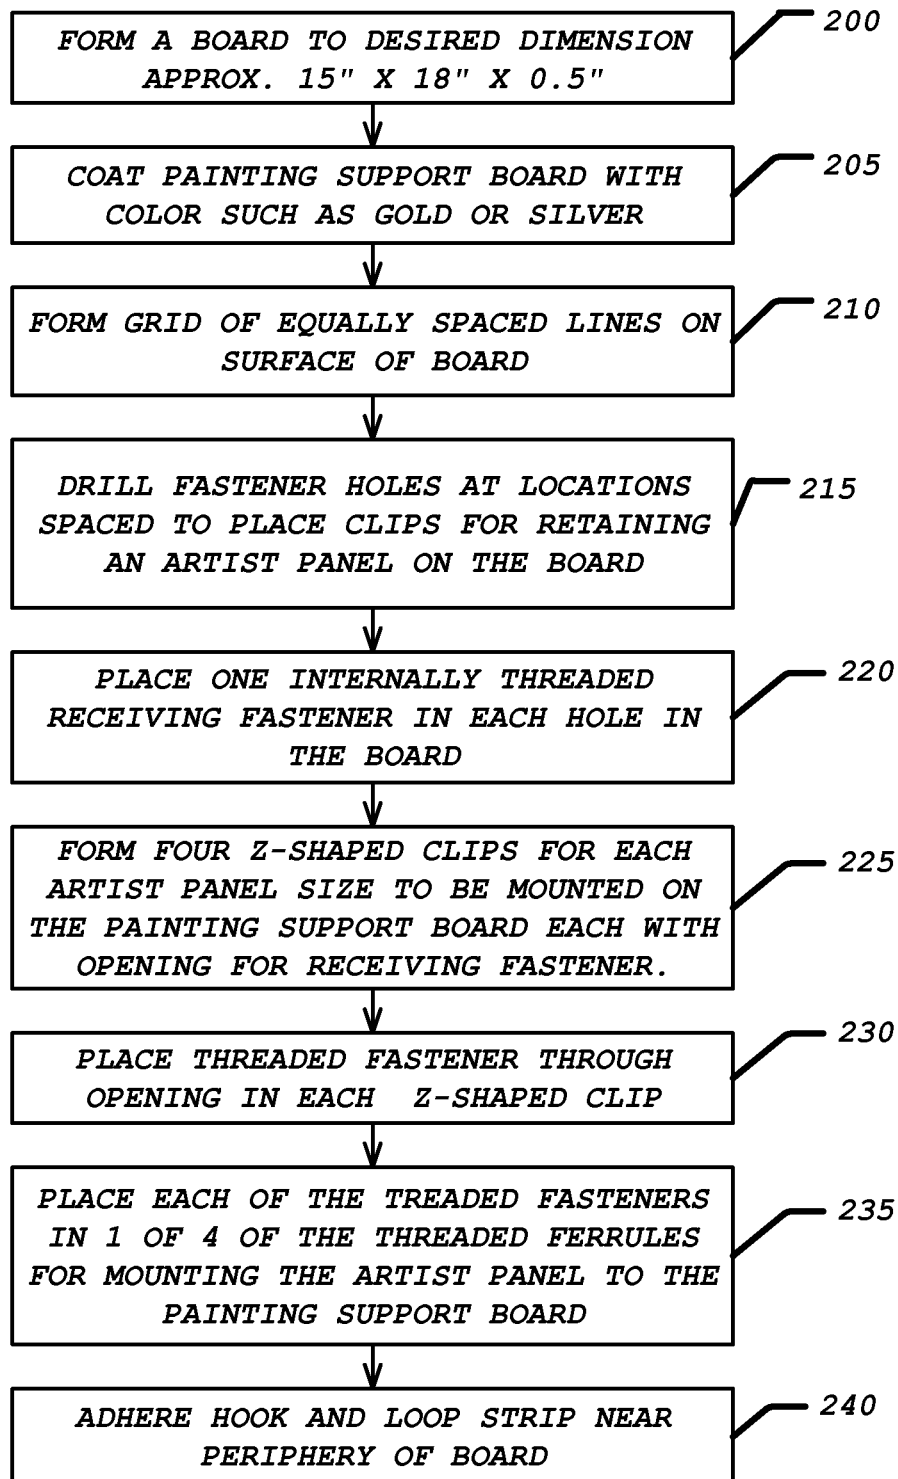 FORM A BOARD TO DESIRED DIMENSION
APPROX. 15" X 18" X 0.5"
200
COAT PAINTING SUPPORT BOARD WITH
COLOR SUCH AS GOLD OR SILVER
205
FORM GRID OF EQUALLY SPACED LINES ON
SURFACE OF BOARD
210
DRILL FASTENER HOLES AT LOCATIONS
SPACED TO PLACE CLIPS FOR RETAINING
AN ARTIST PANEL ON THE BOARD
215
PLACE ONE INTERNALLY THREADED
RECEIVING FASTENER IN EACH HOLE IN
THE BOARD
220
FORM FOUR Z-SHAPED CLIPS FOR EACH
ARTIST PANEL SIZE TO BE MOUNTED ON
THE PAINTING SUPPORT BOARD EACH WITH
OPENING FOR RECEIVING FASTENER.
225
PLACE THREADED FASTENER THROUGH
OPENING IN EACH Z-SHAPED CLIP
230
PLACE EACH OF THE TREADED FASTENERS
IN 1 OF 4 OF THE THREADED FERRULES
FOR MOUNTING THE ARTIST PANEL TO THE
PAINTING SUPPORT BOARD
235
ADHERE HOOK AND LOOP STRIP NEAR
PERIPHERY OF BOARD
240